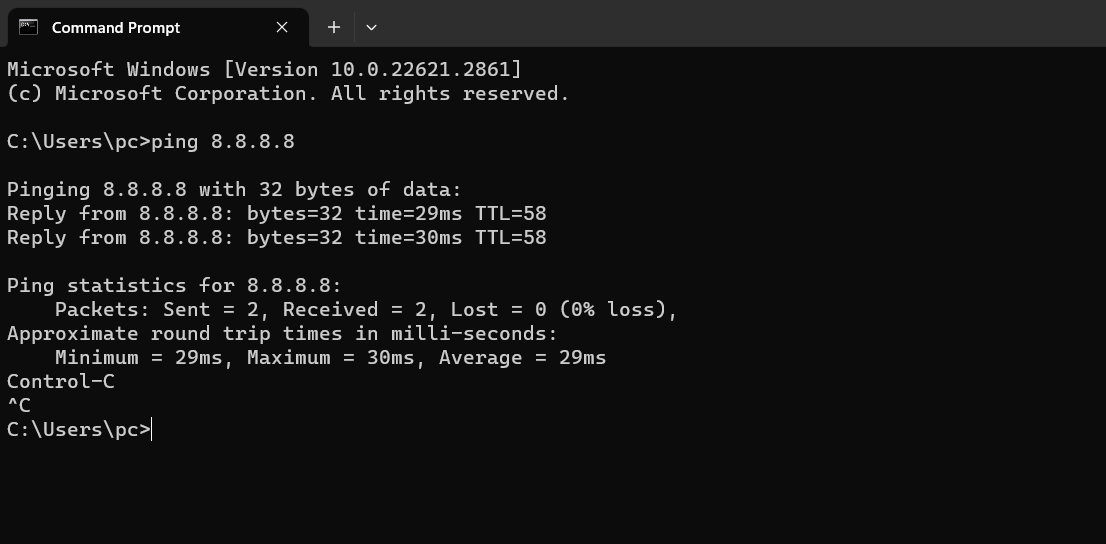 Command Prompt
Microsoft Windows [Version 10.0.22621.2861]
(c) Microsoft Corporation. All rights reserved.

C:\Users\pc>ping 8.8.8.8

Pinging 8.8.8.8 with 32 bytes of data:
Reply from 8.8.8.8: bytes=32 time=29ms TTL=58
Reply from 8.8.8.8: bytes=32 time=30ms TTL=58

Ping statistics for 8.8.8.8:
    Packets: Sent = 2, Received = 2, Lost = 0 (0% loss),
Approximate round trip times in milli-seconds:
    Minimum = 29ms, Maximum = 30ms, Average = 29ms
Control-C
^C
C:\Users\pc>